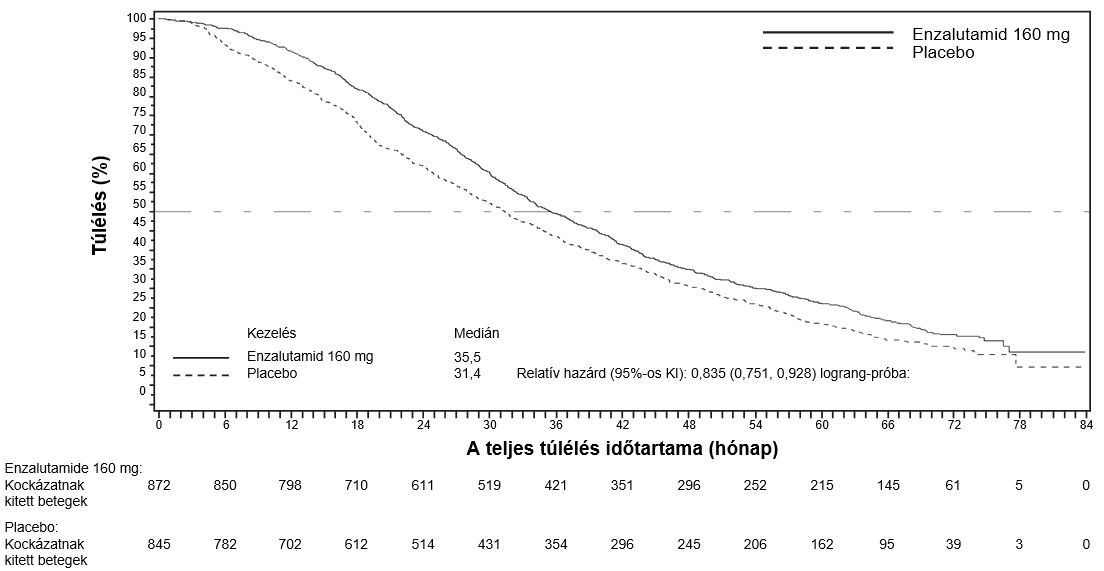 100
95
90
85
80
75
70
65
60
55
50
45
40
35
30
25
20
15
10
5
0
Túlélés (%)
Enzalutamid 160 mg
Placebo
Kezelés Medián
Enzalutamid 160 mg 35,5
Placebo 31,4 Relatív hazárd (95%-os KI): 0,835 (0,751, 0,928) lograng-próba:
0 6 12 18 24 30 36 42 48 54 60 66 72 78 84
A teljes túlélés időtartama (hónap)
Enzalutamide 160 mg:
Kockázatnak 872 850 798 710 611 519 421 351 296 252 215 145 61 5 0
kitett betegek
Placebo:
Kockázatnak 845 782 702 612 514 431 354 296 245 206 162 95 39 3 0
kitett betegek